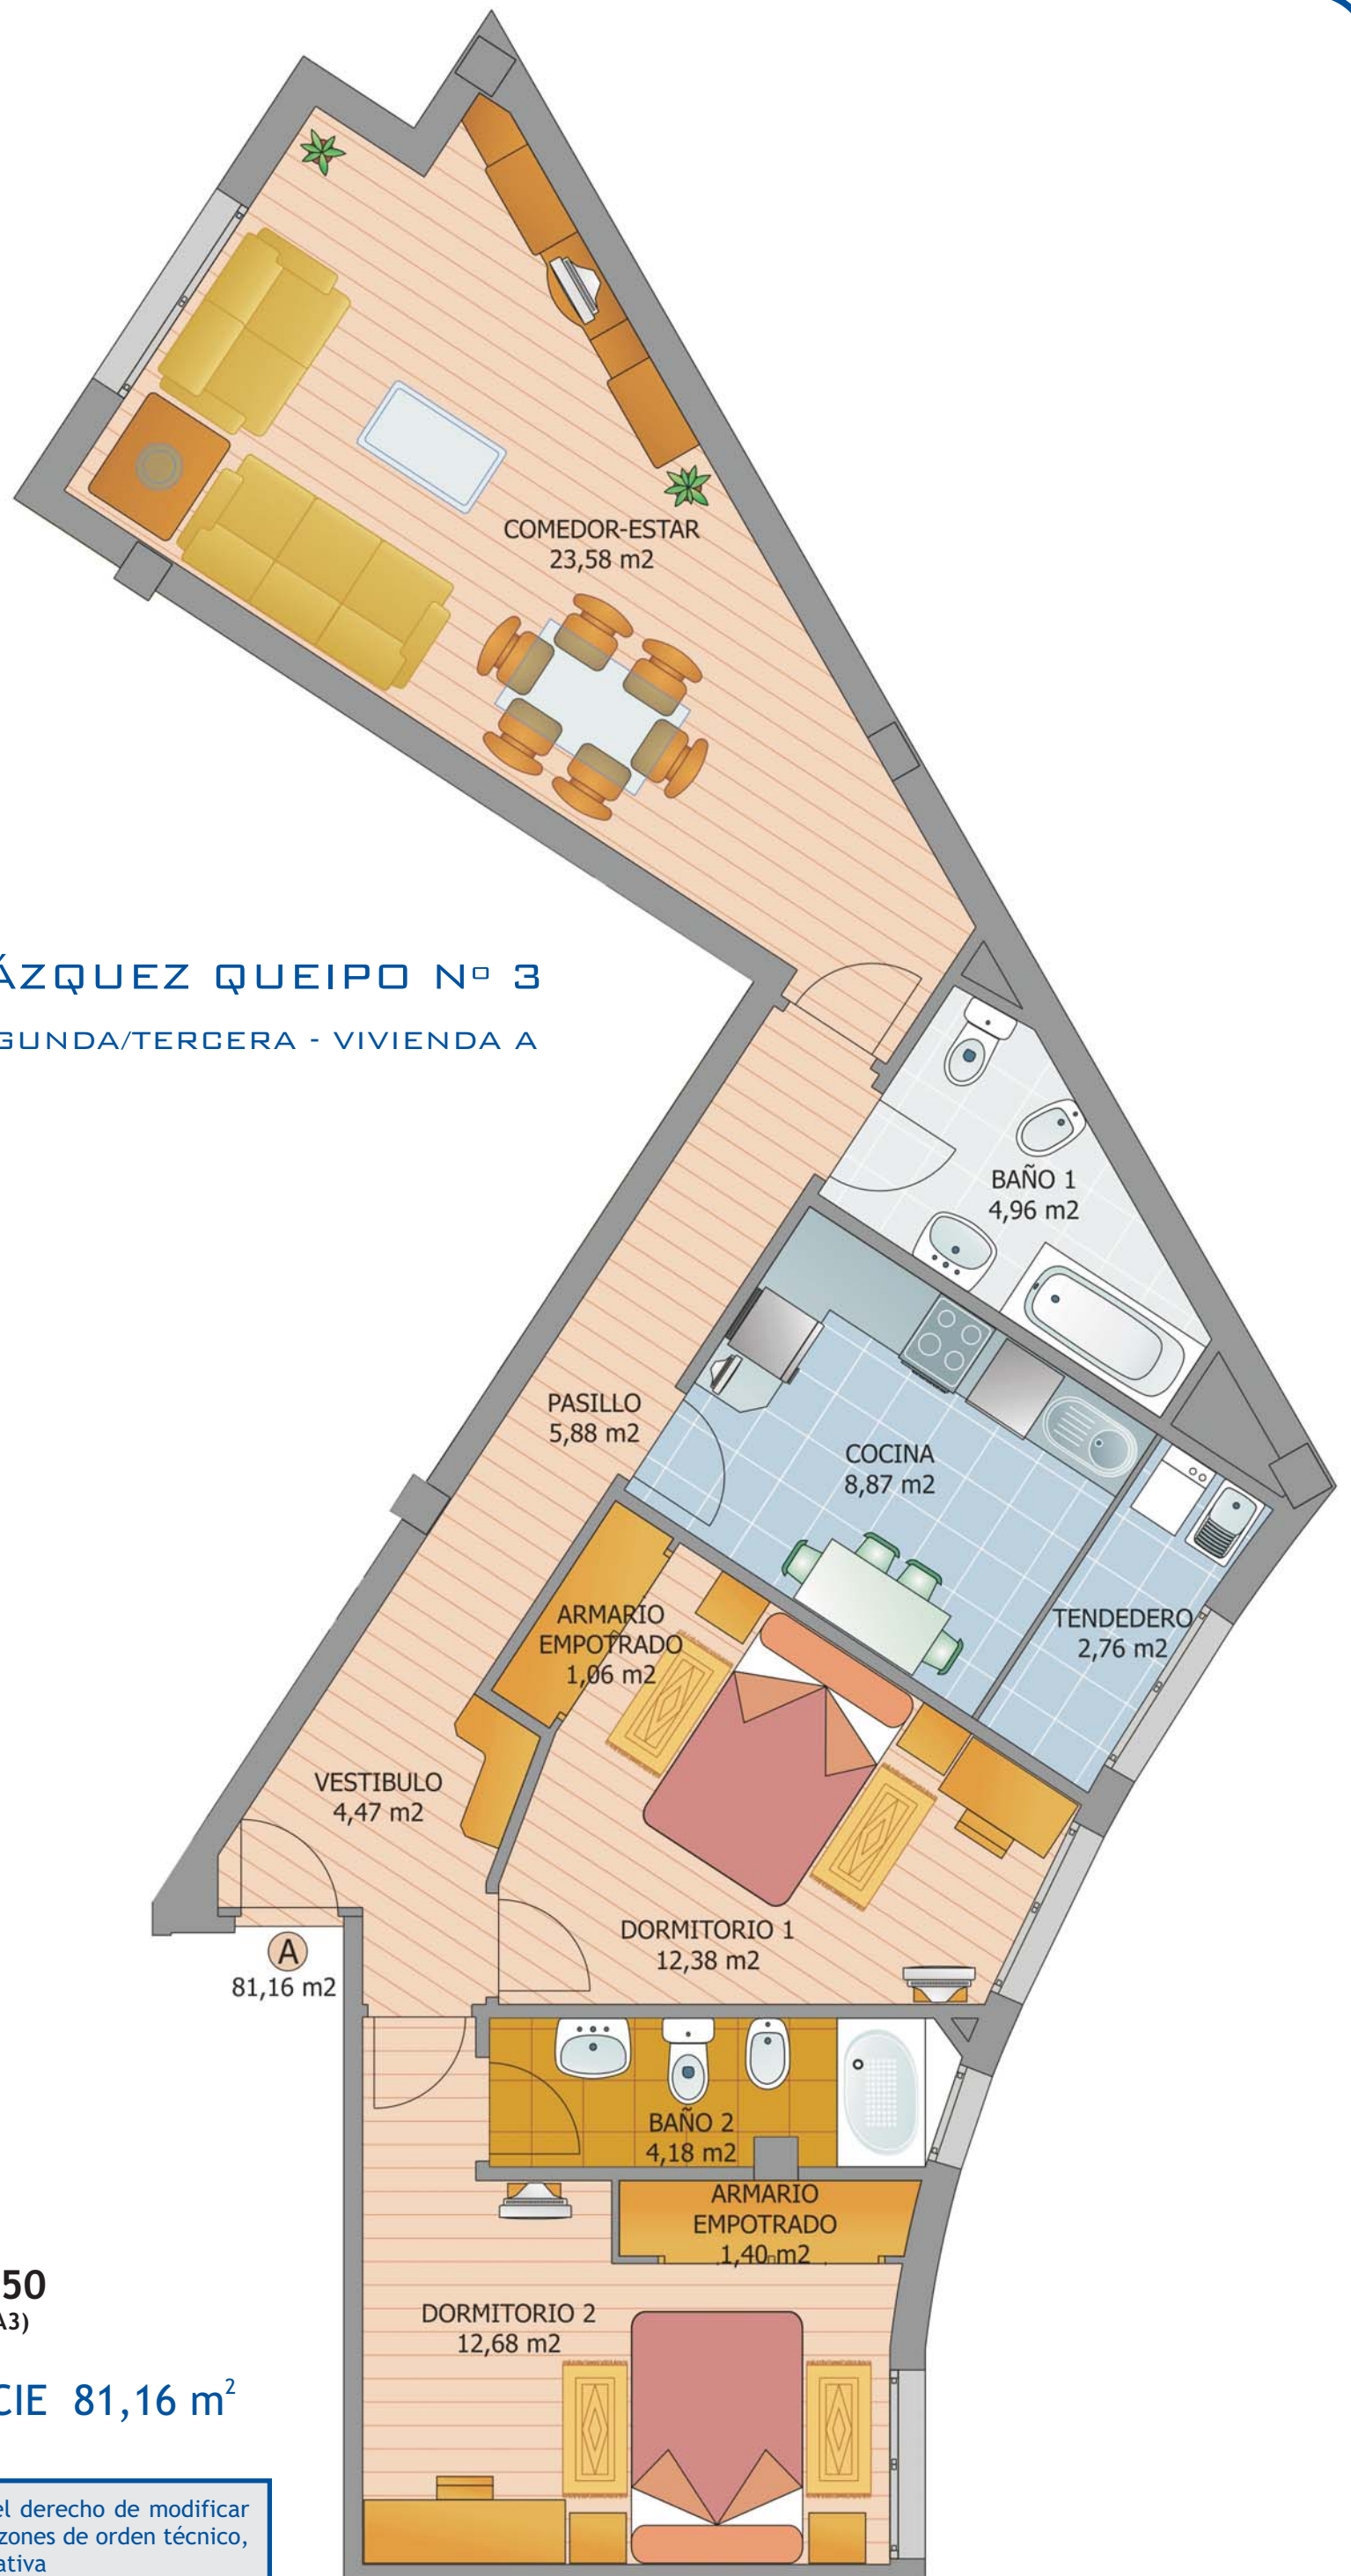 COMEDOR-ESTAR
23,58 m2
ÁZQUEZ QUEIPO Nº 3
GUNDA/TERCERA - VIVIENDA A
BAÑO 1
4,96 m2
PASILLO
5,88 m2
COCINA
8,87 m2
ARMARIO
EMPOTRADO
1,06 m2
TENDEDERO
2,76 m2
VESTIBULO
4,47 m2
DORMITORIO 1
12,38 m2
A
81,16 m2
BAÑO 2
4,18 m2
ARMARIO
EMPOTRADO
1,40 m2
DORMITORIO 2
12,68 m2
50
A3)
CIE 81,16 m²
el derecho de modificar
zones de orden técnico,
ativa